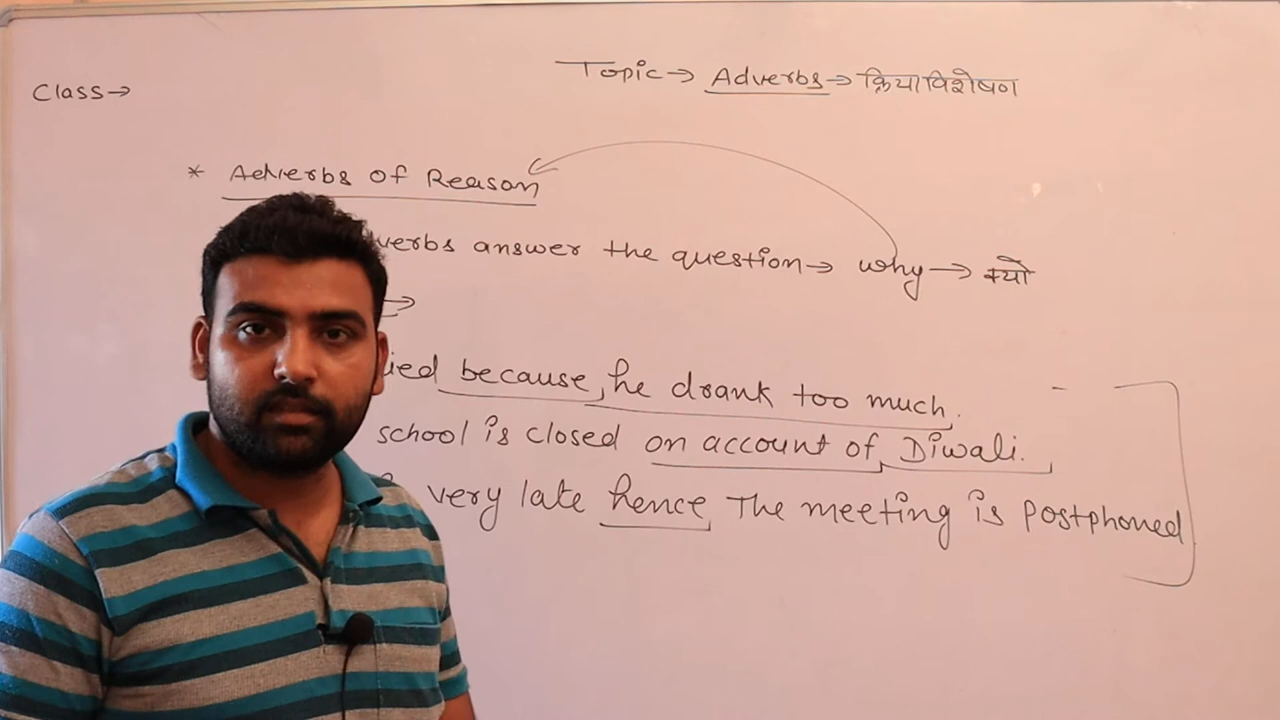 Topic → Adverbs → क्रियाविशेषण
Class →
* Adverbs of Reason
verbs answer the question → why → क्यो
→
ied because, he drank too much.
school is closed on account of Diwali.
very late hence The meeting is Postphoned